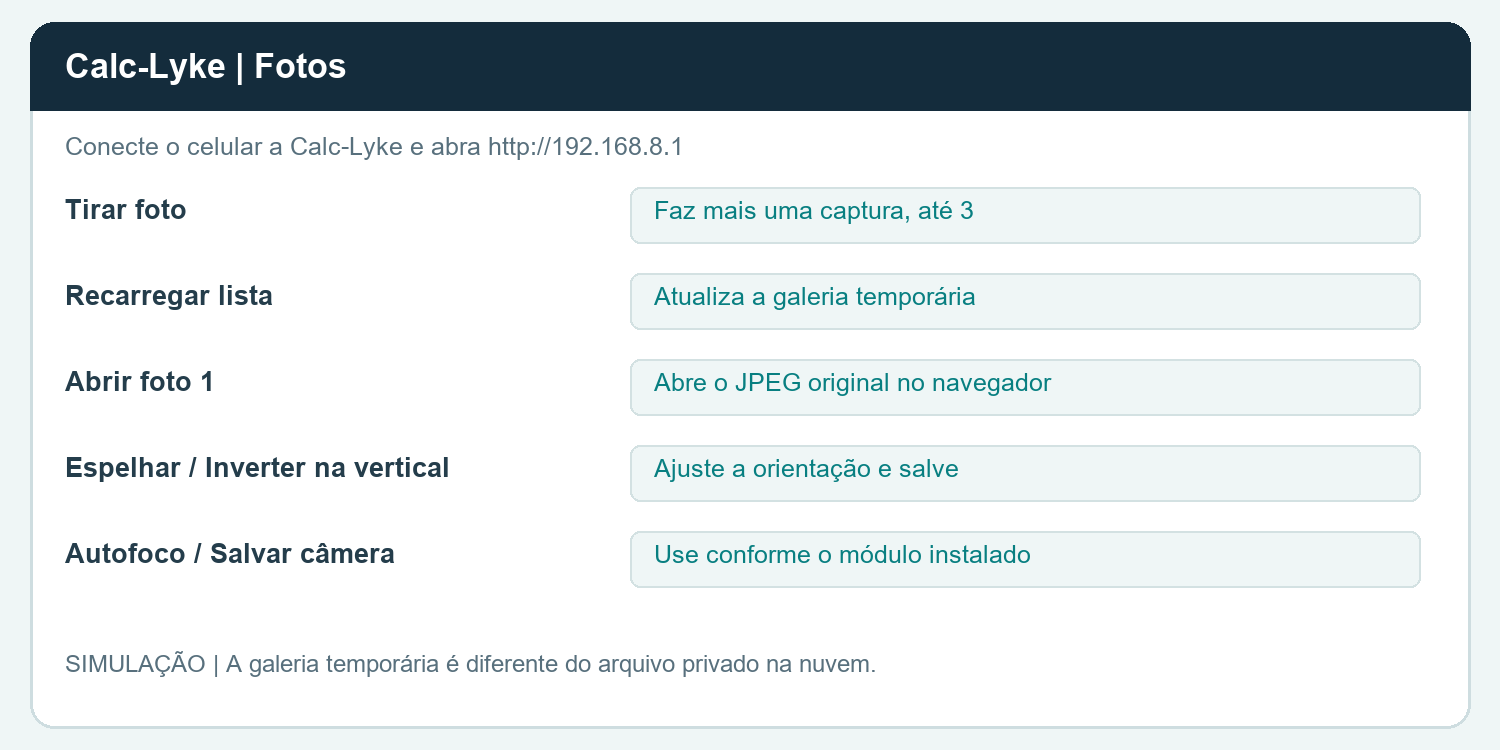 Calc-Lyke | Fotos
Conecte o celular a Calc-Lyke e abra http://192.168.8.1
Tirar foto
Faz mais uma captura, até 3
Recarregar lista
Atualiza a galeria temporária
Abrir foto 1
Abre o JPEG original no navegador
Espelhar / Inverter na vertical
Ajuste a orientação e salve
Autofoco / Salvar câmera
Use conforme o módulo instalado
SIMULAÇÃO | A galeria temporária é diferente do arquivo privado na nuvem.